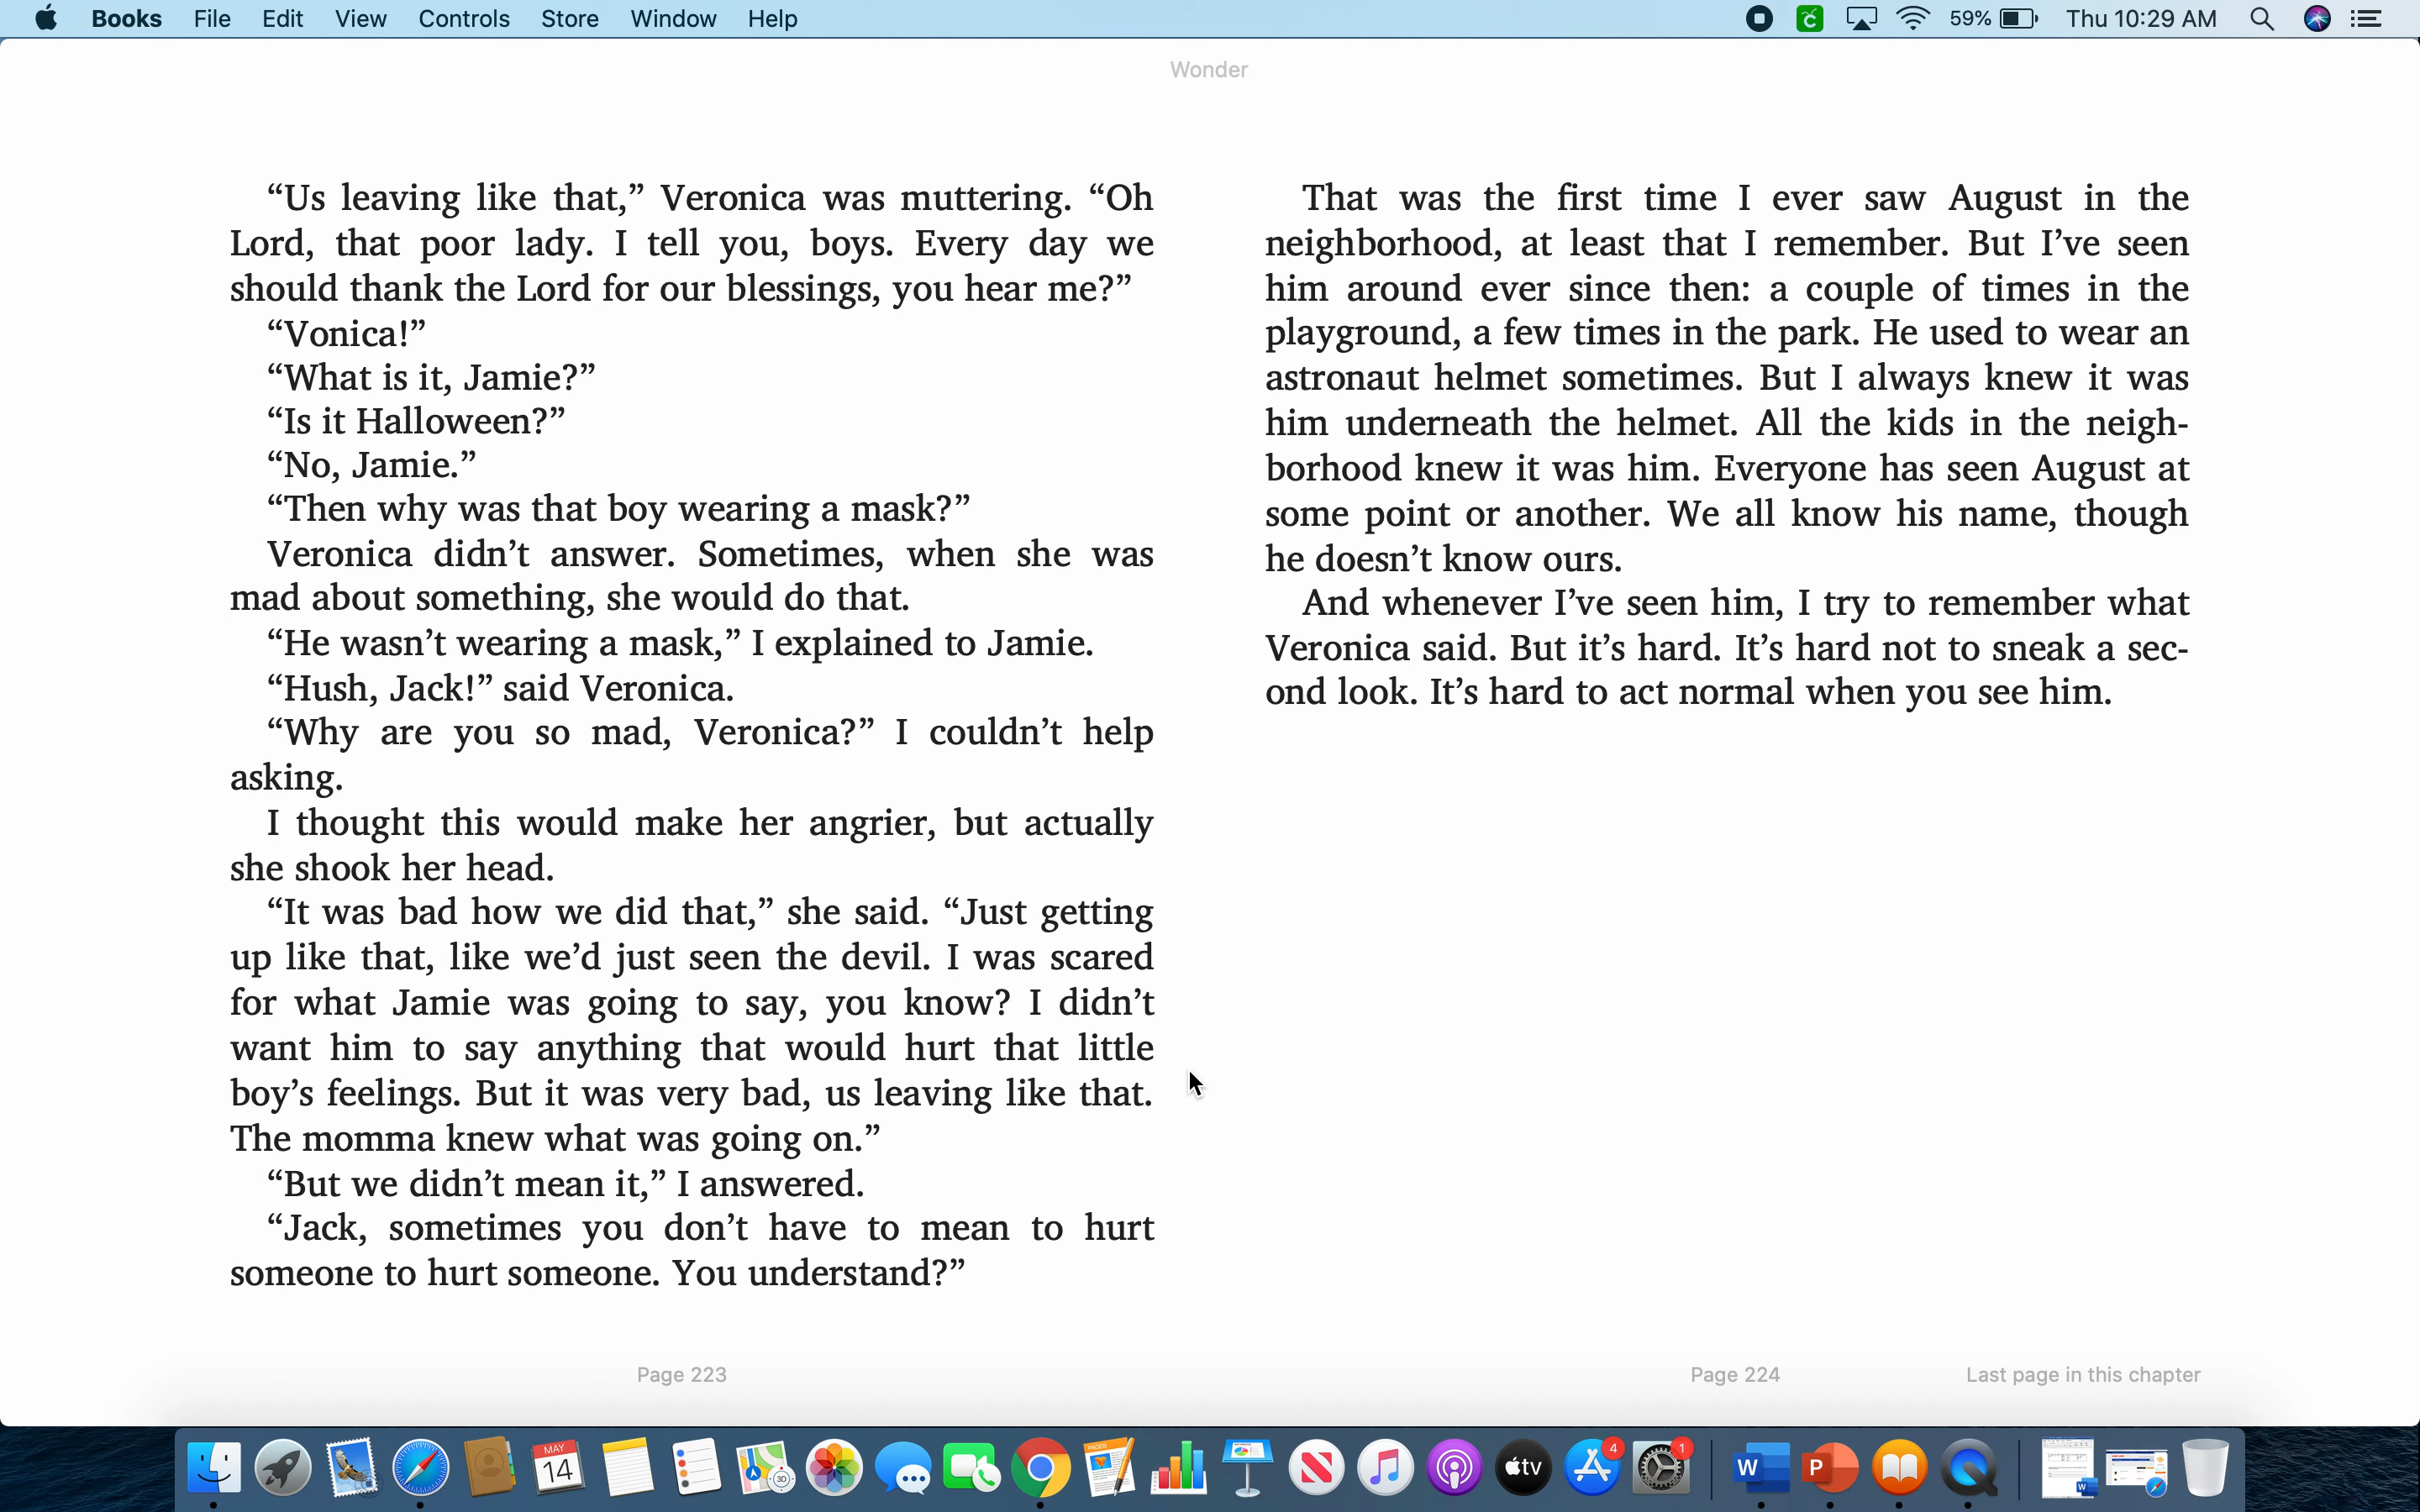 Books File Edit View Controls Store Window Help 59% Thu 10:29 AM
Wonder
“Us leaving like that,” Veronica was muttering. “Oh
Lord, that poor lady. I tell you, boys. Every day we
should thank the Lord for our blessings, you hear me?”
“Vonica!”
“What is it, Jamie?”
“Is it Halloween?”
“No, Jamie.”
“Then why was that boy wearing a mask?”
Veronica didn’t answer. Sometimes, when she was
mad about something, she would do that.
“He wasn’t wearing a mask,” I explained to Jamie.
“Hush, Jack!” said Veronica.
“Why are you so mad, Veronica?” I couldn’t help
asking.
I thought this would make her angrier, but actually
she shook her head.
“It was bad how we did that,” she said. “Just getting
up like that, like we’d just seen the devil. I was scared
for what Jamie was going to say, you know? I didn’t
want him to say anything that would hurt that little
boy’s feelings. But it was very bad, us leaving like that.
The momma knew what was going on.”
“But we didn’t mean it,” I answered.
“Jack, sometimes you don’t have to mean to hurt
someone to hurt someone. You understand?”
Page 223
That was the first time I ever saw August in the
neighborhood, at least that I remember. But I’ve seen
him around ever since then: a couple of times in the
playground, a few times in the park. He used to wear an
astronaut helmet sometimes. But I always knew it was
him underneath the helmet. All the kids in the neigh-
borhood knew it was him. Everyone has seen August at
some point or another. We all know his name, though
he doesn’t know ours.
And whenever I’ve seen him, I try to remember what
Veronica said. But it’s hard. It’s hard not to sneak a sec-
ond look. It’s hard to act normal when you see him.
Page 224 Last page in this chapter
MAY
14
3D
PAGES
tv
4
1
W
P
W